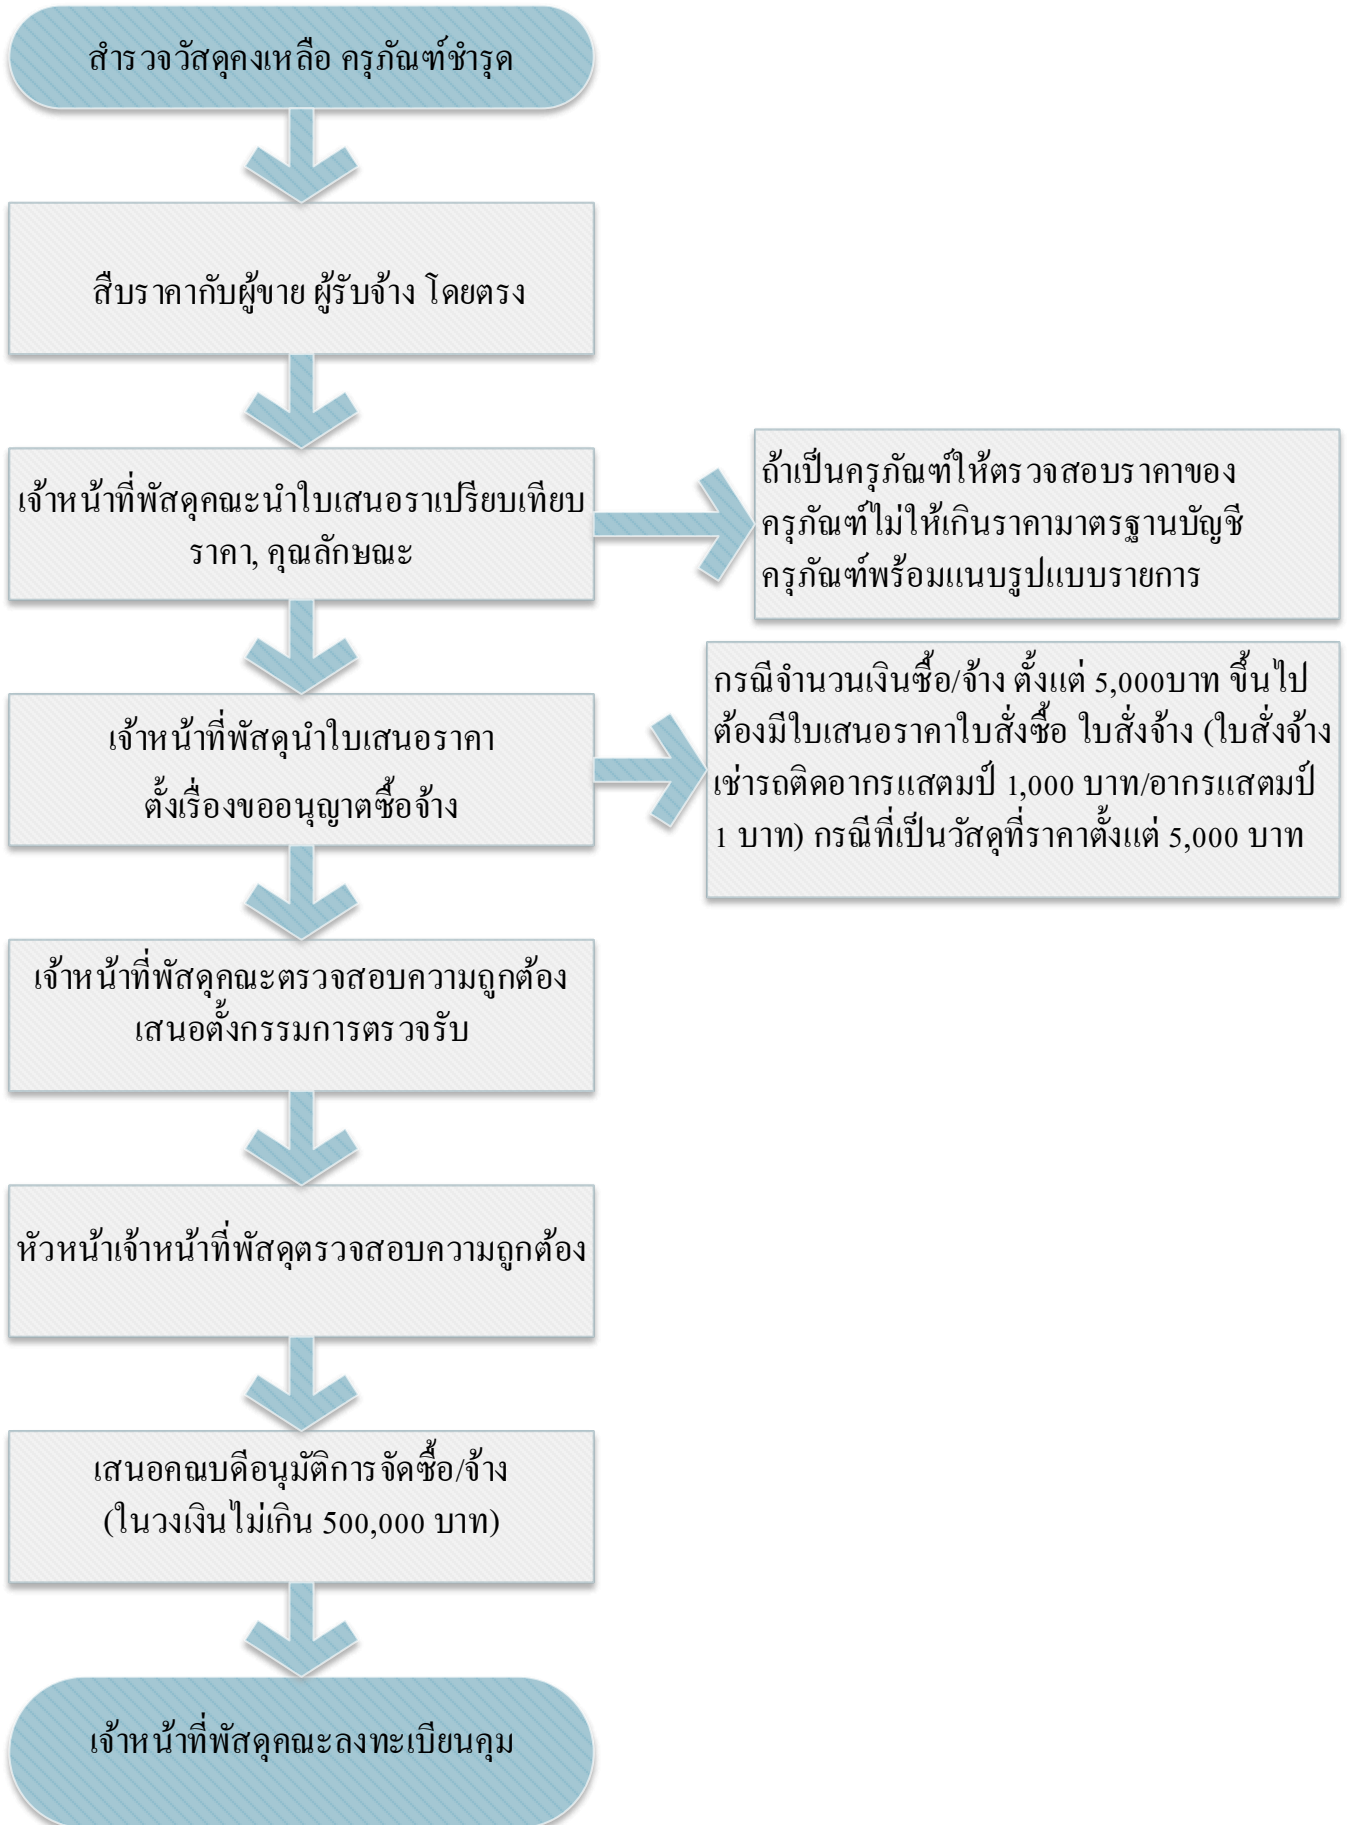 สำรวจวัสดุคงเหลือ ครุภัณฑ์ชำรุด
สืบราคากับผู้ขาย ผู้รับจ้าง โดยตรง
เจ้าหน้าที่พัสดุคณะนำใบเสนอราเปรียบเทียบ
ราคา, คุณลักษณะ
ถ้าเป็นครุภัณฑ์ให้ตรวจสอบราคาของ
ครุภัณฑ์ไม่ให้เกินราคามาตรฐานบัญชี
ครุภัณฑ์พร้อมแนบรูปแบบรายการ
เจ้าหน้าที่พัสดุนำใบเสนอราคา
ตั้งเรื่องขออนุญาตซื้อจ้าง
กรณีจำนวนเงินซื้อ/จ้าง ตั้งแต่ 5,000บาท ขึ้นไป
ต้องมีใบเสนอราคาใบสั่งซื้อ ใบสั่งจ้าง (ใบสั่งจ้าง
เช่ารถติดอากรแสตมป์ 1,000 บาท/อากรแสตมป์
1 บาท) กรณีที่เป็นวัสดุที่ราคาตั้งแต่ 5,000 บาท
เจ้าหน้าที่พัสดุคณะตรวจสอบความถูกต้อง
เสนอตั้งกรรมการตรวจรับ
หัวหน้าเจ้าหน้าที่พัสดุตรวจสอบความถูกต้อง
เสนอคณบดีอนุมัติการจัดซื้อ/จ้าง
(ในวงเงินไม่เกิน 500,000 บาท)
เจ้าหน้าที่พัสดุคณะลงทะเบียนคุม